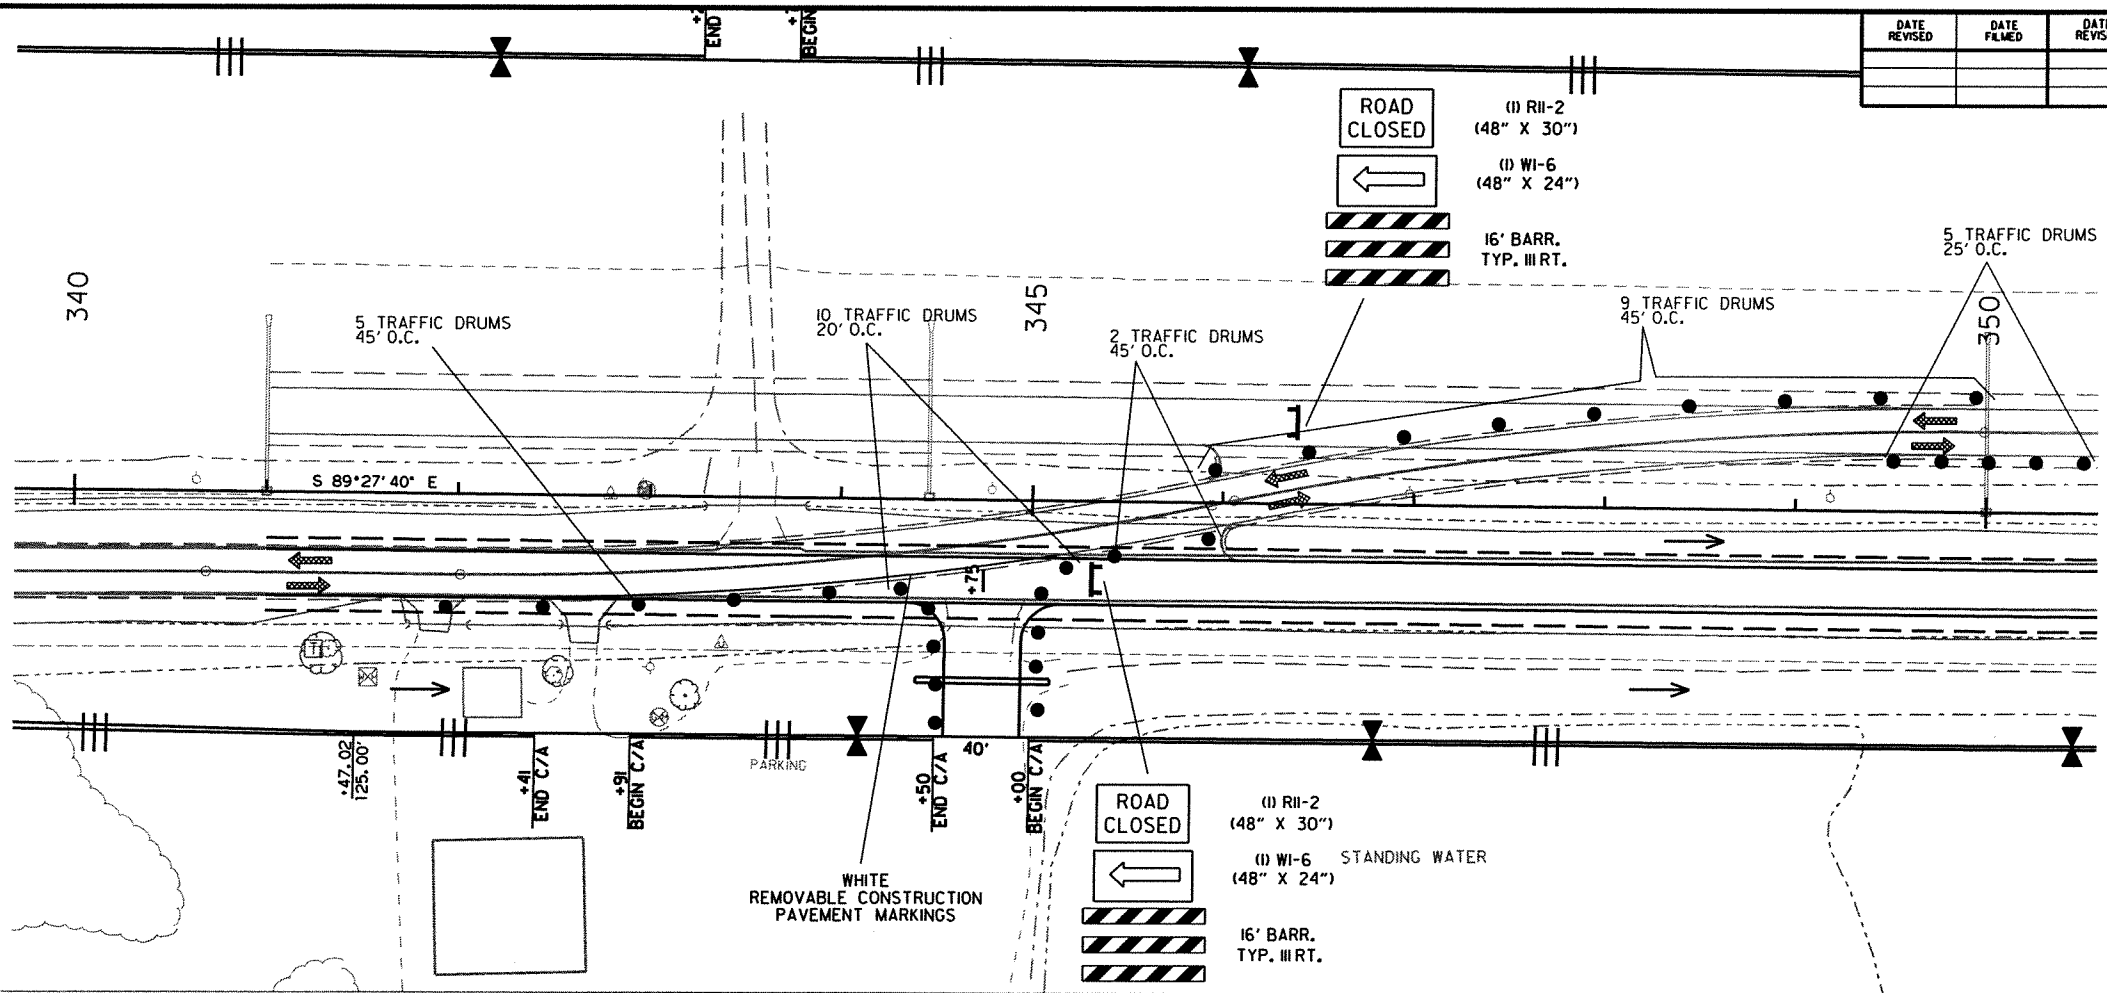 +2
END
+7
BEGIN
DATE
REVISED
DATE
FILMED
DATE
REVIS
ROAD
CLOSED
(1) R11-2
(48" X 30")
(1) W1-6
(48" X 24")
16' BARR.
TYP. III RT.
5 TRAFFIC DRUMS
25' O.C.
340
345
350
5 TRAFFIC DRUMS
45' O.C.
10 TRAFFIC DRUMS
20' O.C.
2 TRAFFIC DRUMS
45' O.C.
9 TRAFFIC DRUMS
45' O.C.
S 89°27'40" E
+75
+47.02
125.00'
+41
END C/A
+91
BEGIN C/A
PARKING
+50
END C/A
40'
+00
BEGIN C/A
WHITE
REMOVABLE CONSTRUCTION
PAVEMENT MARKINGS
ROAD
CLOSED
(1) R11-2
(48" X 30")
(1) W1-6
(48" X 24")
STANDING WATER
16' BARR.
TYP. III RT.